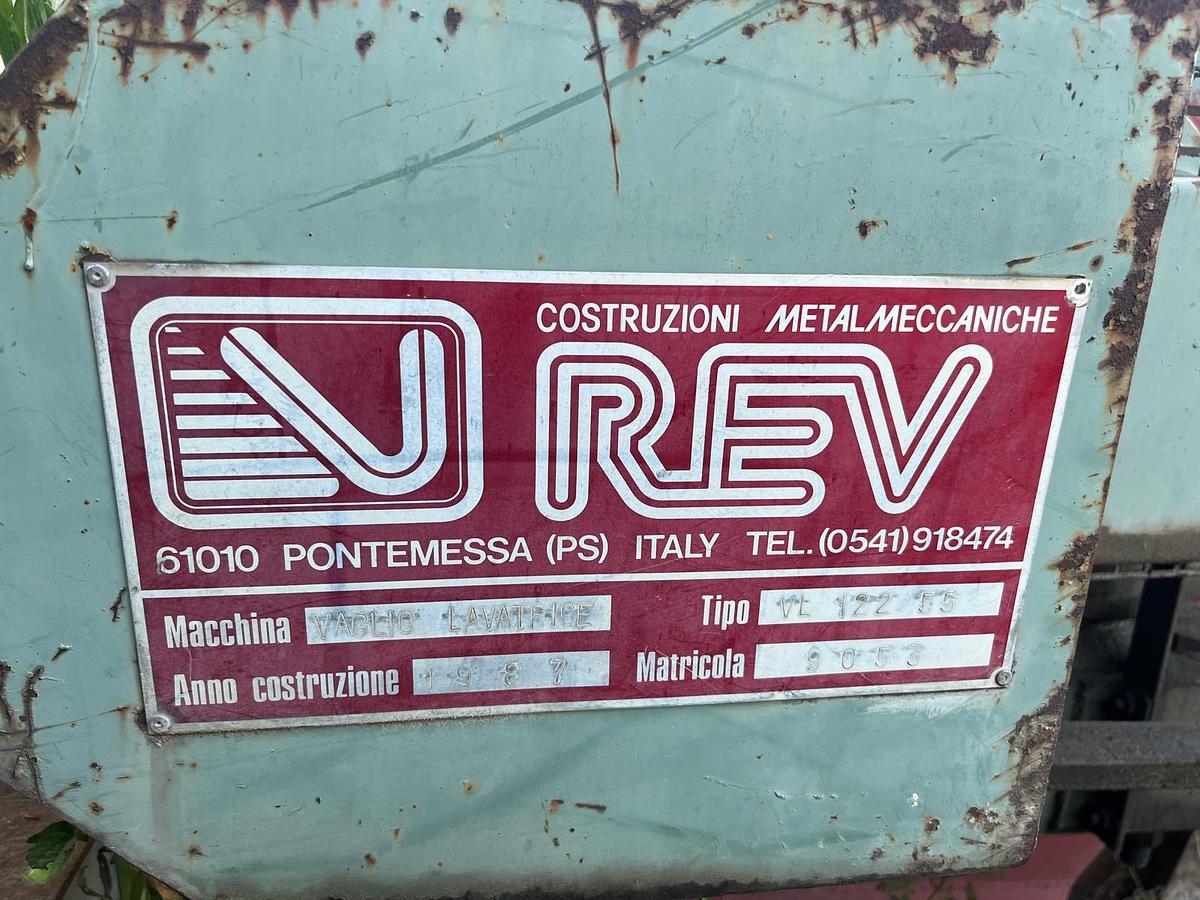 COSTRUZIONI METALMECCANICHE
REV
61010 PONTEMESSA (PS) ITALY TEL. (0541) 918474
Macchina VAGLIO LAVATRICE Tipo VL 122 55
Anno costruzione 1987 Matricola 9053